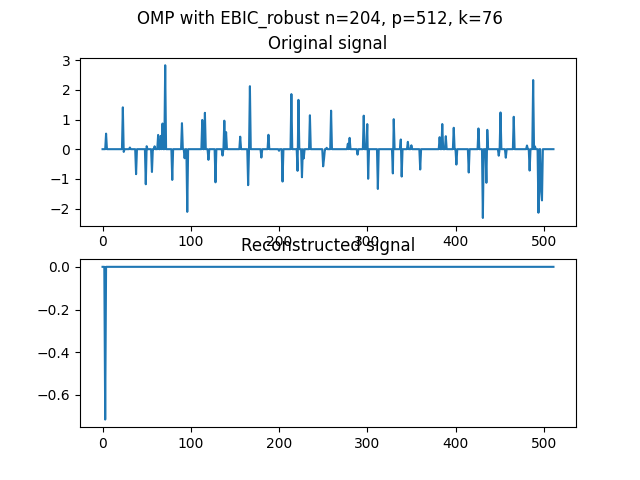 OMP with EBIC_robust n=204, p=512, k=76
Original signal
3
2
1
0
−1
−2
0 100 200 300 400 500
Reconstructed signal
0.0
−0.2
−0.4
−0.6
0 100 200 300 400 500